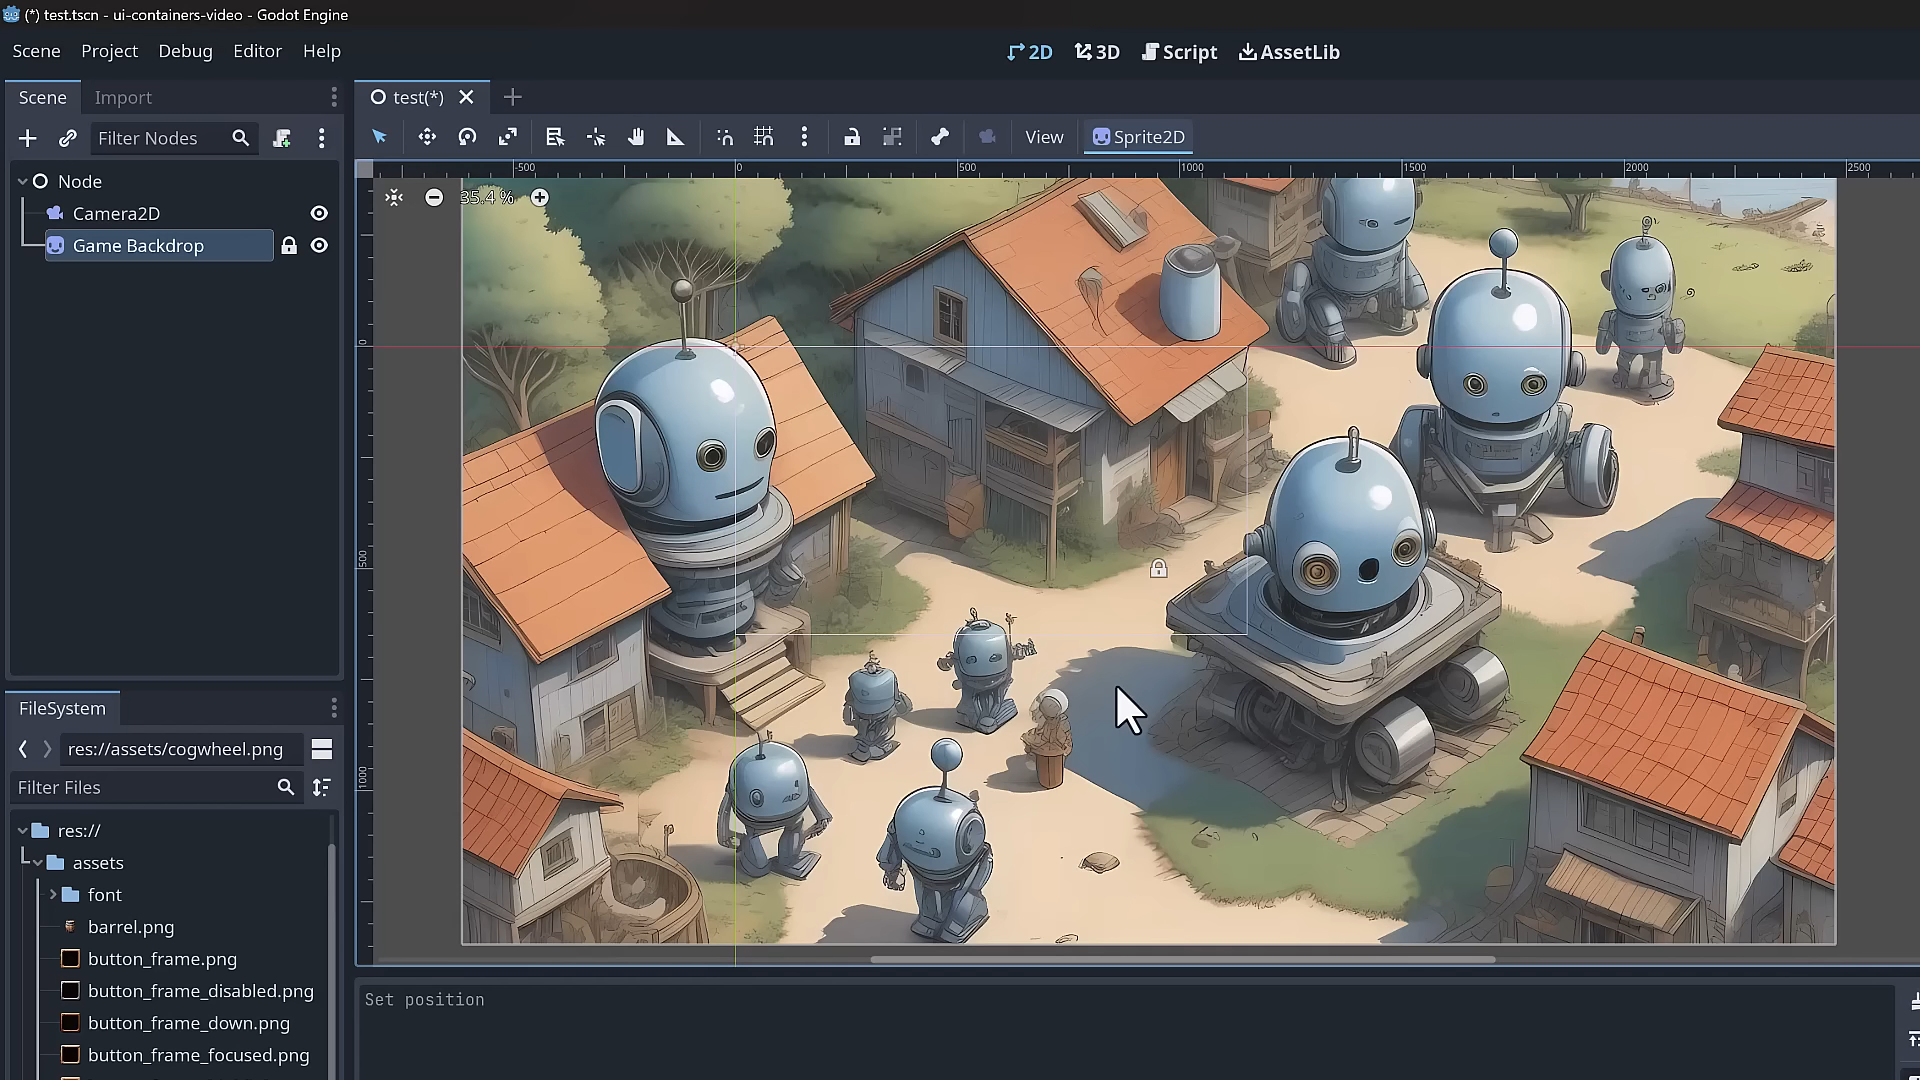 (*) test.tscn - ui-containers-video - Godot Engine
Scene Project Debug Editor Help
2D 3D Script AssetLib
Scene Import
test(*)
Filter Nodes
View Sprite2D
-500 0 500 1000 1500 2000 2500
Node
35.4 %
Camera2D
Game Backdrop
0
500
1000
FileSystem
res://assets/cogwheel.png
Filter Files
res://
assets
font
barrel.png
button_frame.png
button_frame_disabled.png
button_frame_down.png
button_frame_focused.png
Set position